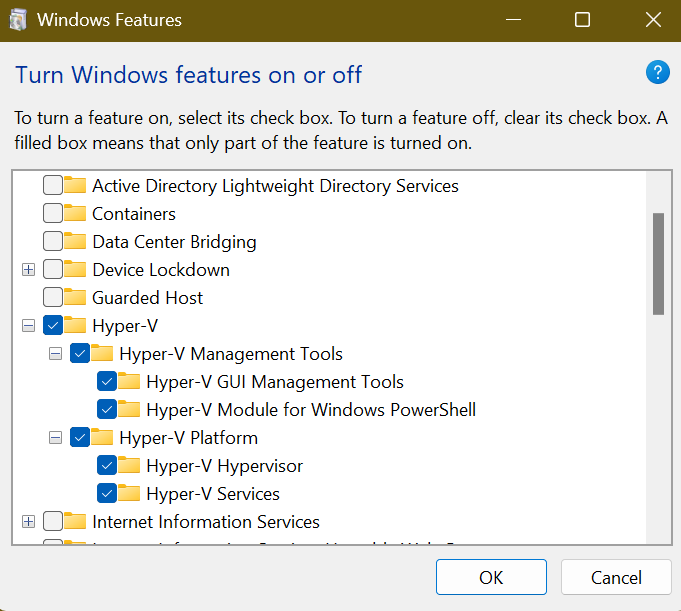 Windows Features
Turn Windows features on or off
?
To turn a feature on, select its check box. To turn a feature off, clear its check box. A
filled box means that only part of the feature is turned on.
Active Directory Lightweight Directory Services
Containers
Data Center Bridging
Device Lockdown
Guarded Host
Hyper-V
Hyper-V Management Tools
Hyper-V GUI Management Tools
Hyper-V Module for Windows PowerShell
Hyper-V Platform
Hyper-V Hypervisor
Hyper-V Services
Internet Information Services
OK
Cancel